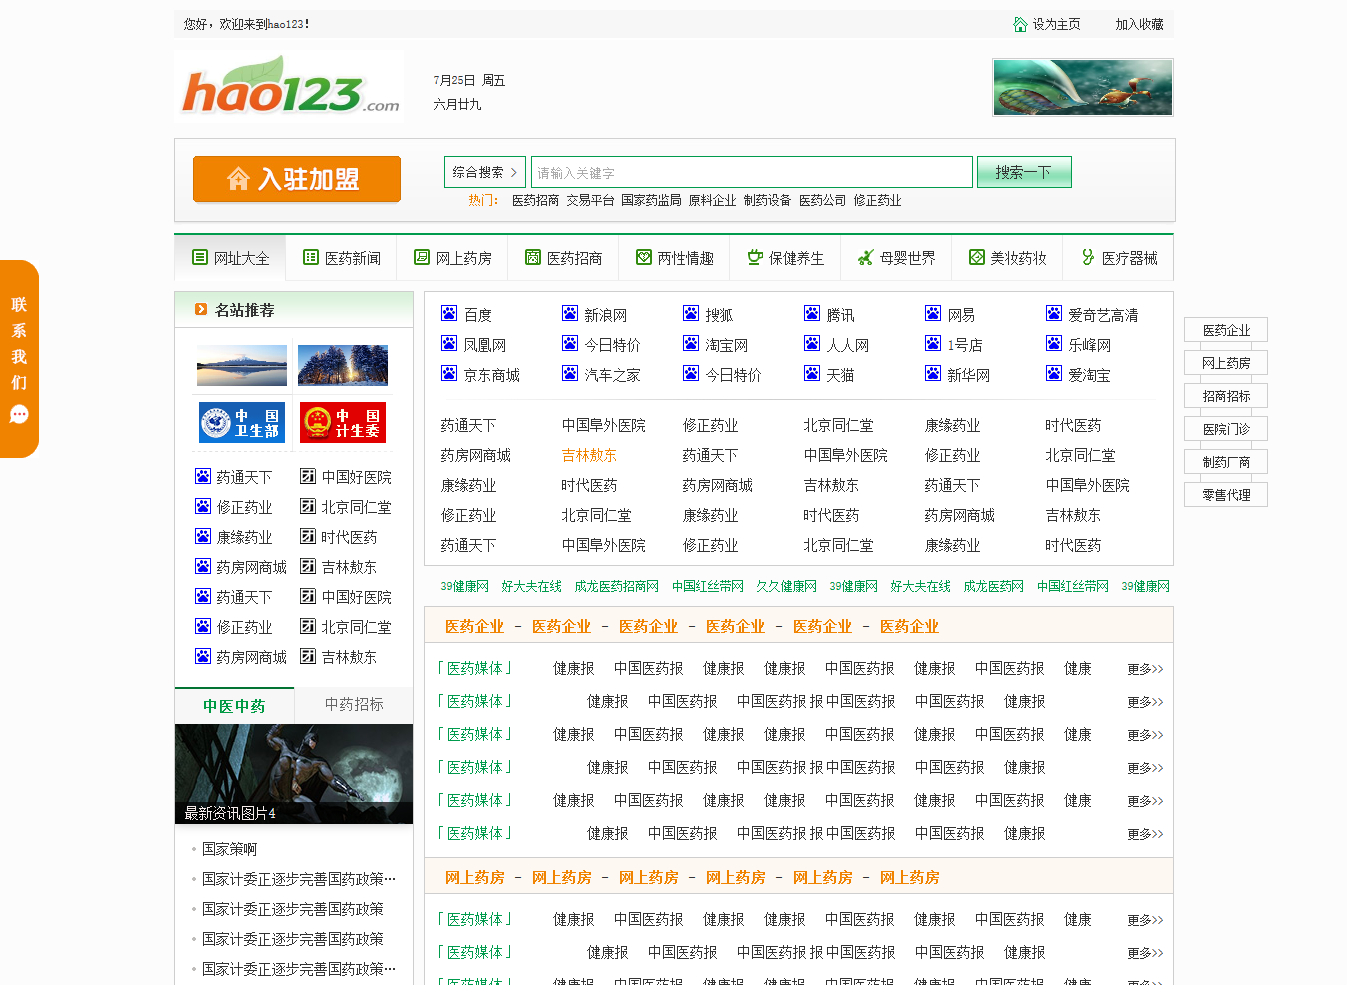 您好，欢迎来到hao123！ 设为主页 加入收藏
hao123.com
7月25日 周五
六月廿九
入驻加盟 综合搜索 请输入关键字 搜索一下
热门： 医药招商 交易平台 国家药监局 原料企业 制药设备 医药公司 修正药业
网址大全 医药新闻 网上药房 医药招商 两性情趣 保健养生 母婴世界 美妆药妆 医疗器械
联系我们
名站推荐
中国卫生部 中国计生委
药通天下 中国好医院
修正药业 北京同仁堂
康缘药业 时代医药
药房网商城 吉林敖东
药通天下 中国好医院
修正药业 北京同仁堂
药房网商城 吉林敖东
中医中药 中药招标
最新资讯图片4
国家策啊
国家计委正逐步完善国药政策…
国家计委正逐步完善国药政策
国家计委正逐步完善国药政策
国家计委正逐步完善国药政策…
百度 新浪网 搜狐 腾讯 网易 爱奇艺高清
凤凰网 今日特价 淘宝网 人人网 1号店 乐峰网
京东商城 汽车之家 今日特价 天猫 新华网 爱淘宝
药通天下 中国阜外医院 修正药业 北京同仁堂 康缘药业 时代医药
药房网商城 吉林敖东 药通天下 中国阜外医院 修正药业 北京同仁堂
康缘药业 时代医药 药房网商城 吉林敖东 药通天下 中国阜外医院
修正药业 北京同仁堂 康缘药业 时代医药 药房网商城 吉林敖东
药通天下 中国阜外医院 修正药业 北京同仁堂 康缘药业 时代医药
39健康网 好大夫在线 成龙医药招商网 中国红丝带网 久久健康网 39健康网 好大夫在线 成龙医药网 中国红丝带网 39健康网
医药企业 - 医药企业 - 医药企业 - 医药企业 - 医药企业 - 医药企业
「医药媒体」 健康报 中国医药报 健康报 健康报 中国医药报 健康报 中国医药报 健康 更多>>
「医药媒体」 健康报 中国医药报 中国医药报 报 中国医药报 中国医药报 健康报 更多>>
「医药媒体」 健康报 中国医药报 健康报 健康报 中国医药报 健康报 中国医药报 健康 更多>>
「医药媒体」 健康报 中国医药报 中国医药报 报 中国医药报 中国医药报 健康报 更多>>
「医药媒体」 健康报 中国医药报 健康报 健康报 中国医药报 健康报 中国医药报 健康 更多>>
「医药媒体」 健康报 中国医药报 中国医药报 报 中国医药报 中国医药报 健康报 更多>>
网上药房 - 网上药房 - 网上药房 - 网上药房 - 网上药房 - 网上药房
「医药媒体」 健康报 中国医药报 健康报 健康报 中国医药报 健康报 中国医药报 健康 更多>>
「医药媒体」 健康报 中国医药报 中国医药报 报 中国医药报 中国医药报 健康报 更多>>
「医药媒体」 健康报 中国医药报 健康报 健康报 中国医药报 健康报 中国医药报 健康 更多>>
医药企业
网上药房
招商招标
医院门诊
制药厂商
零售代理